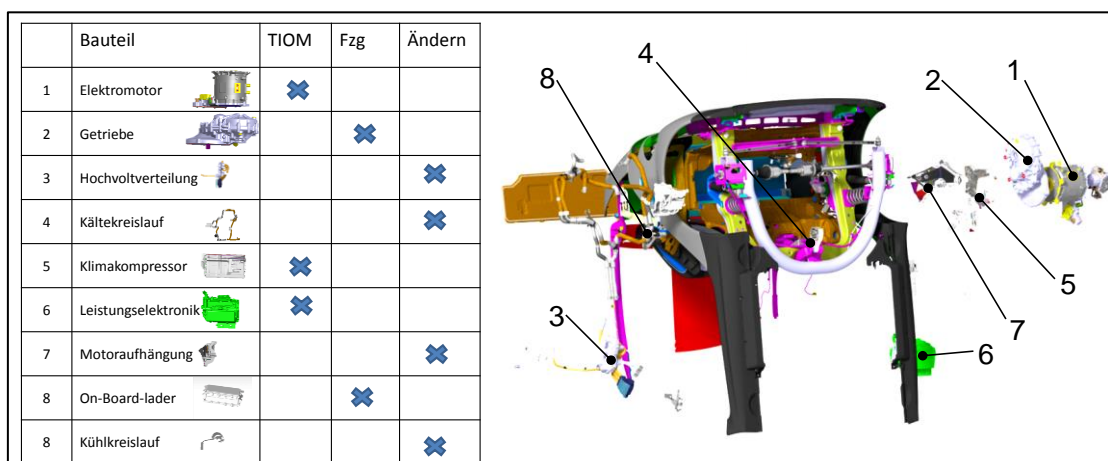 Bauteil TIOM Fzg Ändern
1 Elektromotor
2 Getriebe
3 Hochvoltverteilung
4 Kältekreislauf
5 Klimakompressor
6 Leistungselektronik
7 Motoraufhängung
8 On-Board-lader
8 Kühlkreislauf
4
8
2
1
3
5
7
6